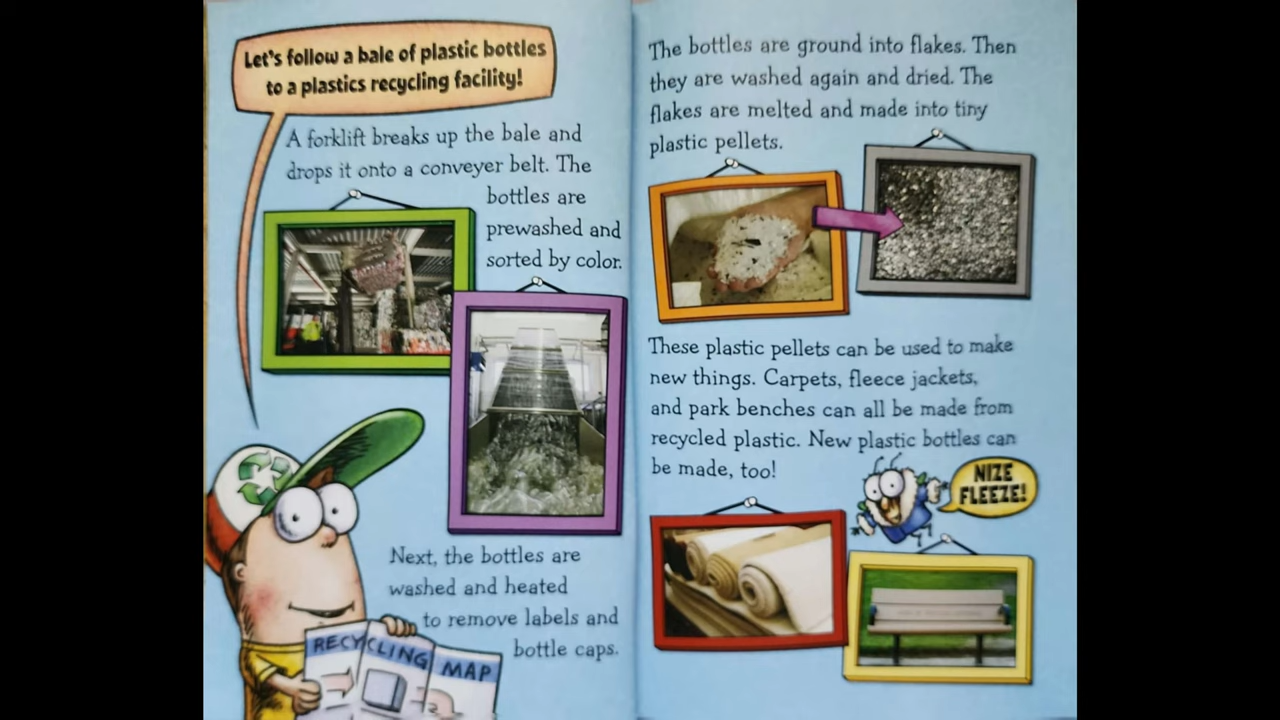 Let's follow a bale of plastic bottles
to a plastics recycling facility!
A forklift breaks up the bale and
drops it onto a conveyer belt. The
bottles are
prewashed and
sorted by color.
Next, the bottles are
washed and heated
to remove labels and
bottle caps.
RECYCLING MAP
The bottles are ground into flakes. Then
they are washed again and dried. The
flakes are melted and made into tiny
plastic pellets.
These plastic pellets can be used to make
new things. Carpets, fleece jackets,
and park benches can all be made from
recycled plastic. New plastic bottles can
be made, too!
NIZE
FLEEZE!